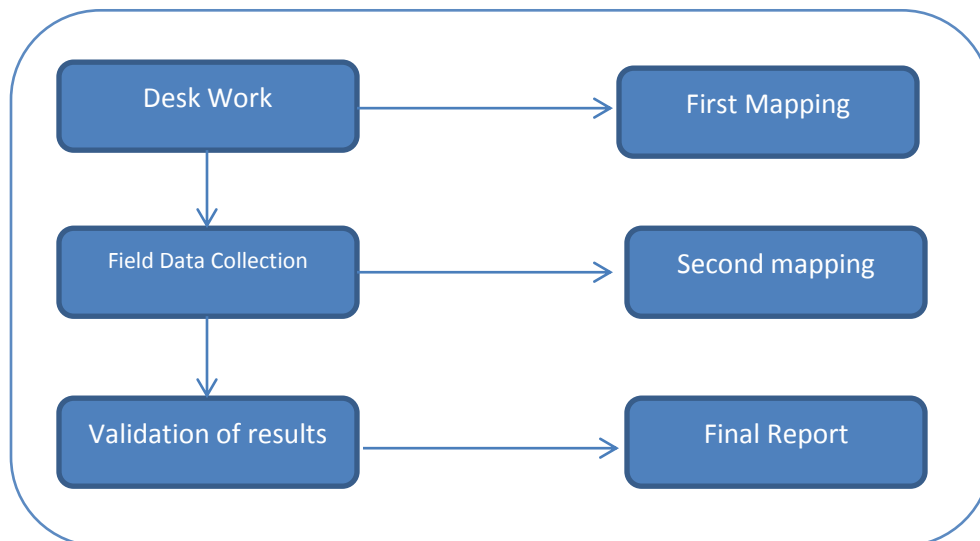 Desk Work
First Mapping
Field Data Collection
Second mapping
Validation of results
Final Report